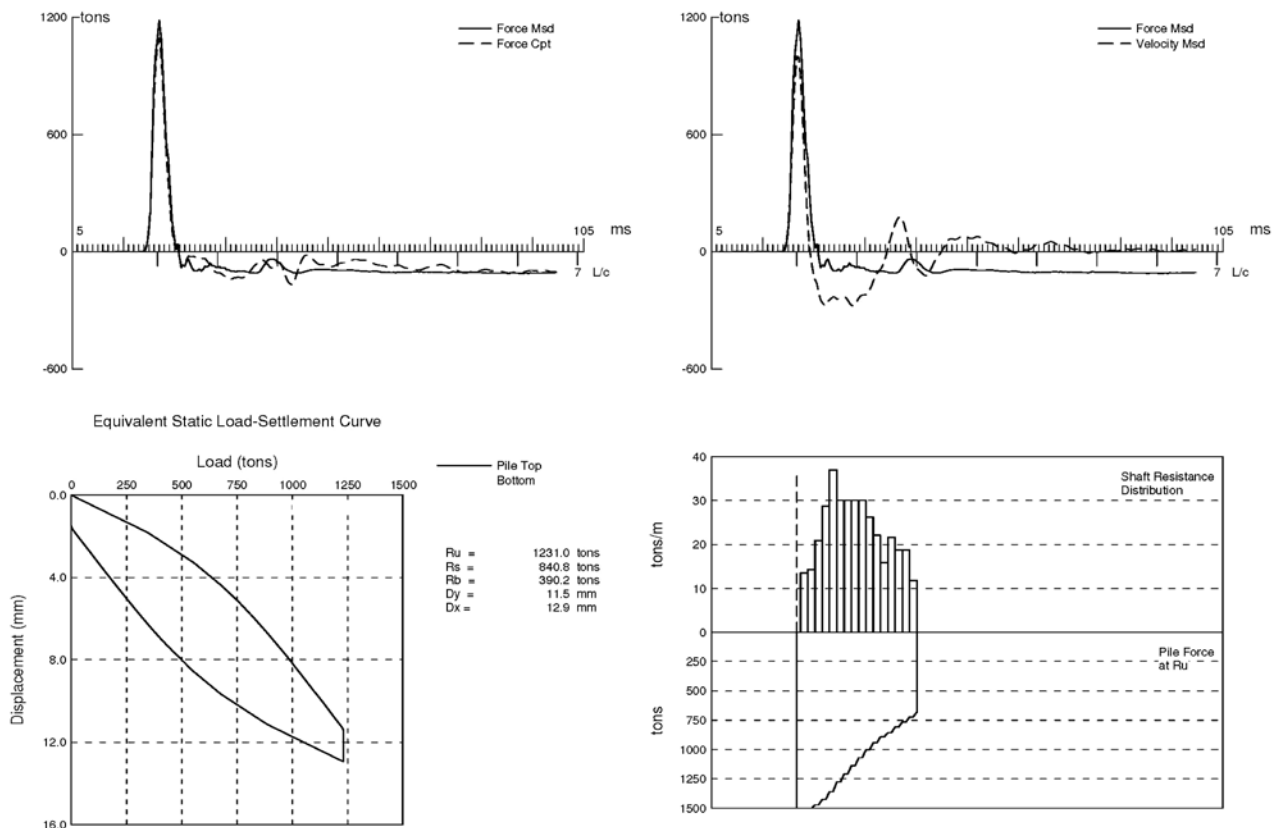 1200 tons
Force Msd
Force Cpt
600
5
105
ms
0
7
L/c
-600
1200 tons
Force Msd
Velocity Msd
600
5
105
ms
0
7
L/c
-600
Equivalent Static Load-Settlement Curve
Load (tons)
0.0 250 500 750 1000 1250 1500
4.0
8.0
12.0
16.0
Displacement (mm)
Pile Top
Bottom
Ru = 1231.0 tons
Rs = 840.8 tons
Rb = 390.2 tons
Dy = 11.5 mm
Dx = 12.9 mm
40
30
20
10
0
tons/m
Shaft Resistance
Distribution
250
500
750
1000
1250
1500
tons
Pile Force
at Ru